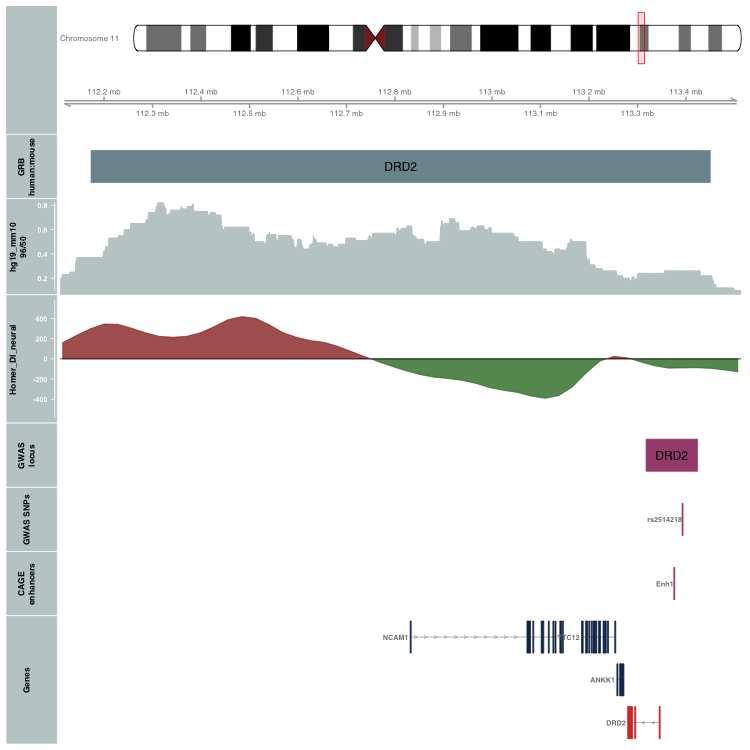 Chromosome 11
112.2 mb
112.4 mb
112.6 mb
112.8 mb
113 mb
113.2 mb
113.4 mb
112.3 mb
112.5 mb
112.7 mb
112.9 mb
113.1 mb
113.3 mb
GRB
human:mouse
DRD2
hg19_mm10
96/50
0.8
0.6
0.4
0.2
Homer_DI_neural
400
200
0
-200
-400
GWAS
locus
DRD2
GWAS SNPs
rs2514218
CAGE
enhancers
Enh1
Genes
NCAM1
TTC12
ANKK1
DRD2